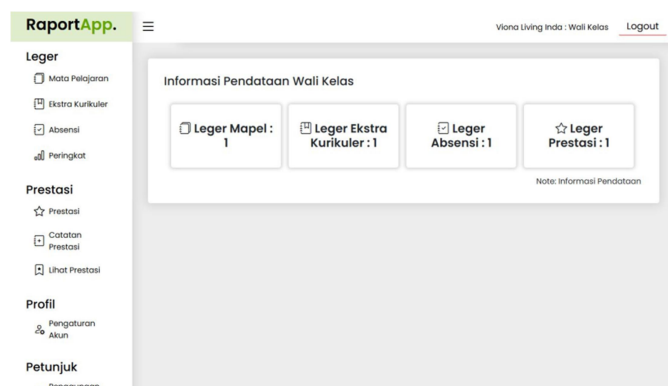 RaportApp.
Viona Living Inda : Wali Kelas
Logout
Leger
Mata Pelajaran
Ekstra Kurikuler
Absensi
Peringkat
Prestasi
Prestasi
Catatan
Prestasi
Lihat Prestasi
Profil
Pengaturan
Akun
Petunjuk
Informasi Pendataan Wali Kelas
Leger Mapel :
1
Leger Ekstra
Kurikuler : 1
Leger
Absensi : 1
Leger
Prestasi : 1
Note: Informasi Pendataan